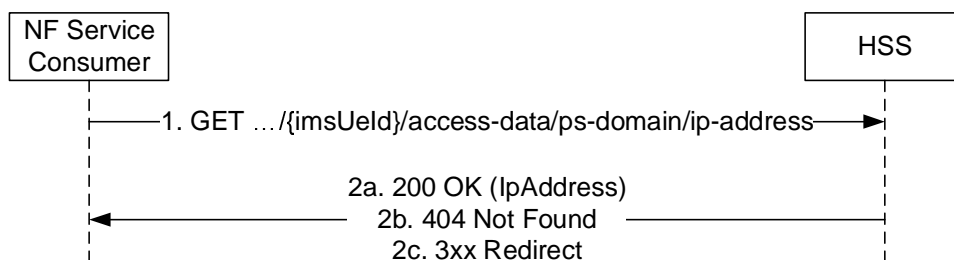 NF Service
Consumer
HSS
1. GET …/{imsUeId}/access-data/ps-domain/ip-address
2a. 200 OK (IpAddress)
2b. 404 Not Found
2c. 3xx Redirect